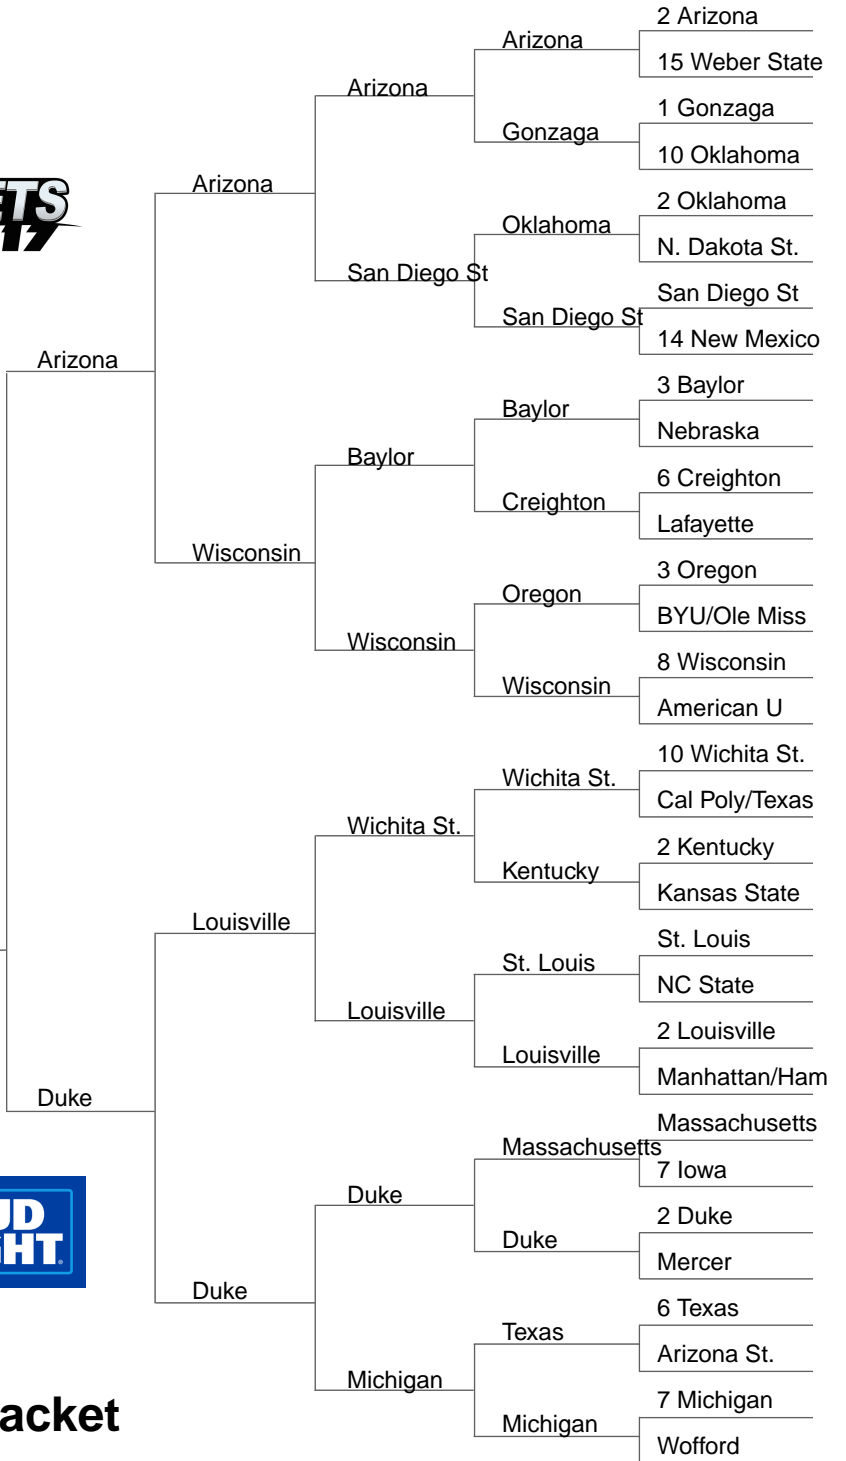 2 Arizona
Arizona
15 Weber State
Arizona
1 Gonzaga
Gonzaga
10 Oklahoma
Arizona
2 Oklahoma
Oklahoma
N. Dakota St.
San Diego St
San Diego St
San Diego St
14 New Mexico
Arizona
3 Baylor
Baylor
Nebraska
Baylor
6 Creighton
Creighton
Lafayette
Wisconsin
3 Oregon
Oregon
BYU/Ole Miss
Wisconsin
8 Wisconsin
Wisconsin
American U
10 Wichita St.
Wichita St.
Cal Poly/Texas
Wichita St.
2 Kentucky
Kentucky
Kansas State
Louisville
St. Louis
St. Louis
NC State
Louisville
2 Louisville
Louisville
Manhattan/Ham
Duke
Massachusetts
Massachusetts
7 Iowa
Duke
2 Duke
Duke
Mercer
Duke
6 Texas
Texas
Arizona St.
Michigan
7 Michigan
Michigan
Wofford
ETS
17
UD
GHT
acket